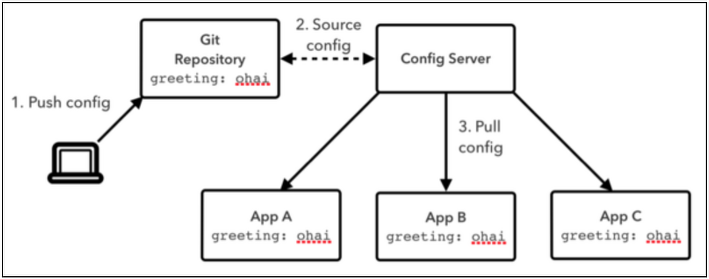 Git
Repository
greeting: ohai
2. Source
config
Config Server
1. Push config
3. Pull
config
App A
greeting: ohai
App B
greeting: ohai
App C
greeting: ohai